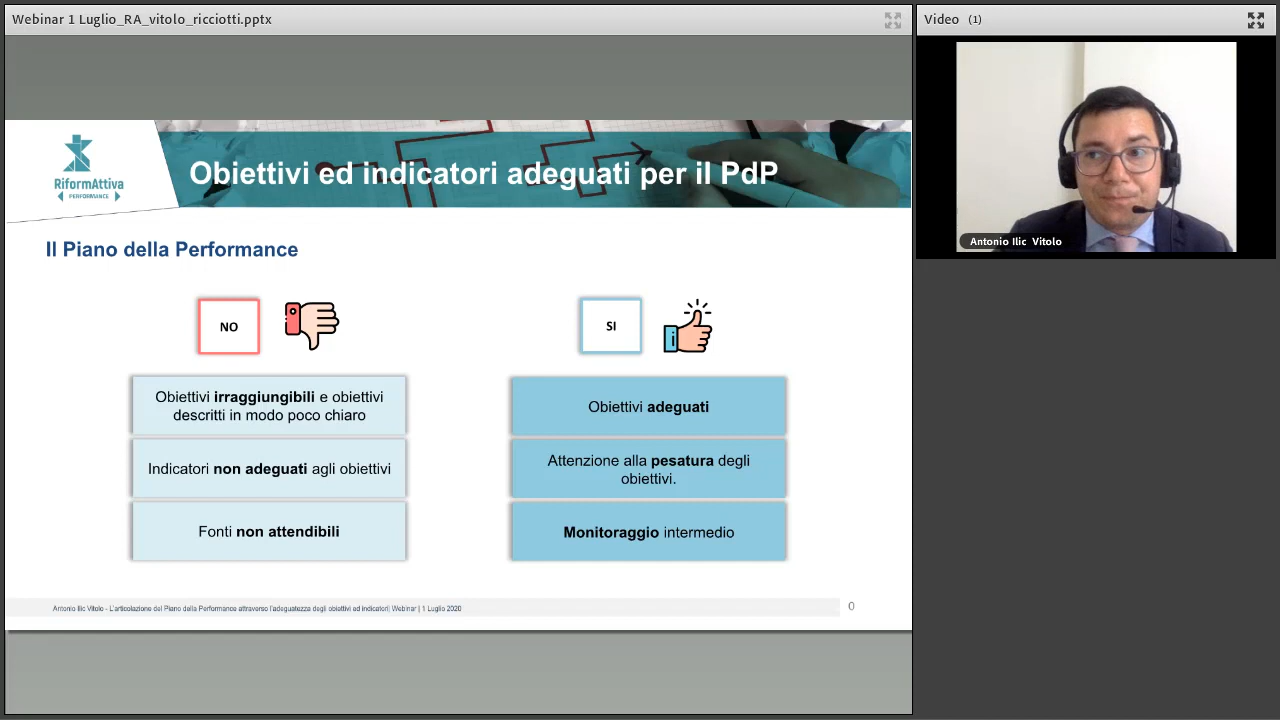 Webinar 1 Luglio_RA_vitolo_ricciotti.pptx
Video (1)
Antonio Ilic Vitolo
RiformAttiva
PERFORMANCE
Obiettivi ed indicatori adeguati per il PdP
Il Piano della Performance
NO
SI
Obiettivi irraggiungibili e obiettivi
descritti in modo poco chiaro
Obiettivi adeguati
Indicatori non adeguati agli obiettivi
Attenzione alla pesatura degli
obiettivi.
Fonti non attendibili
Monitoraggio intermedio
Antonio Ilic Vitolo - L'articolazione del Piano della Performance attraverso l'adeguatezza degli obiettivi ed indicatori| Webinar | 1 Luglio 2020
0